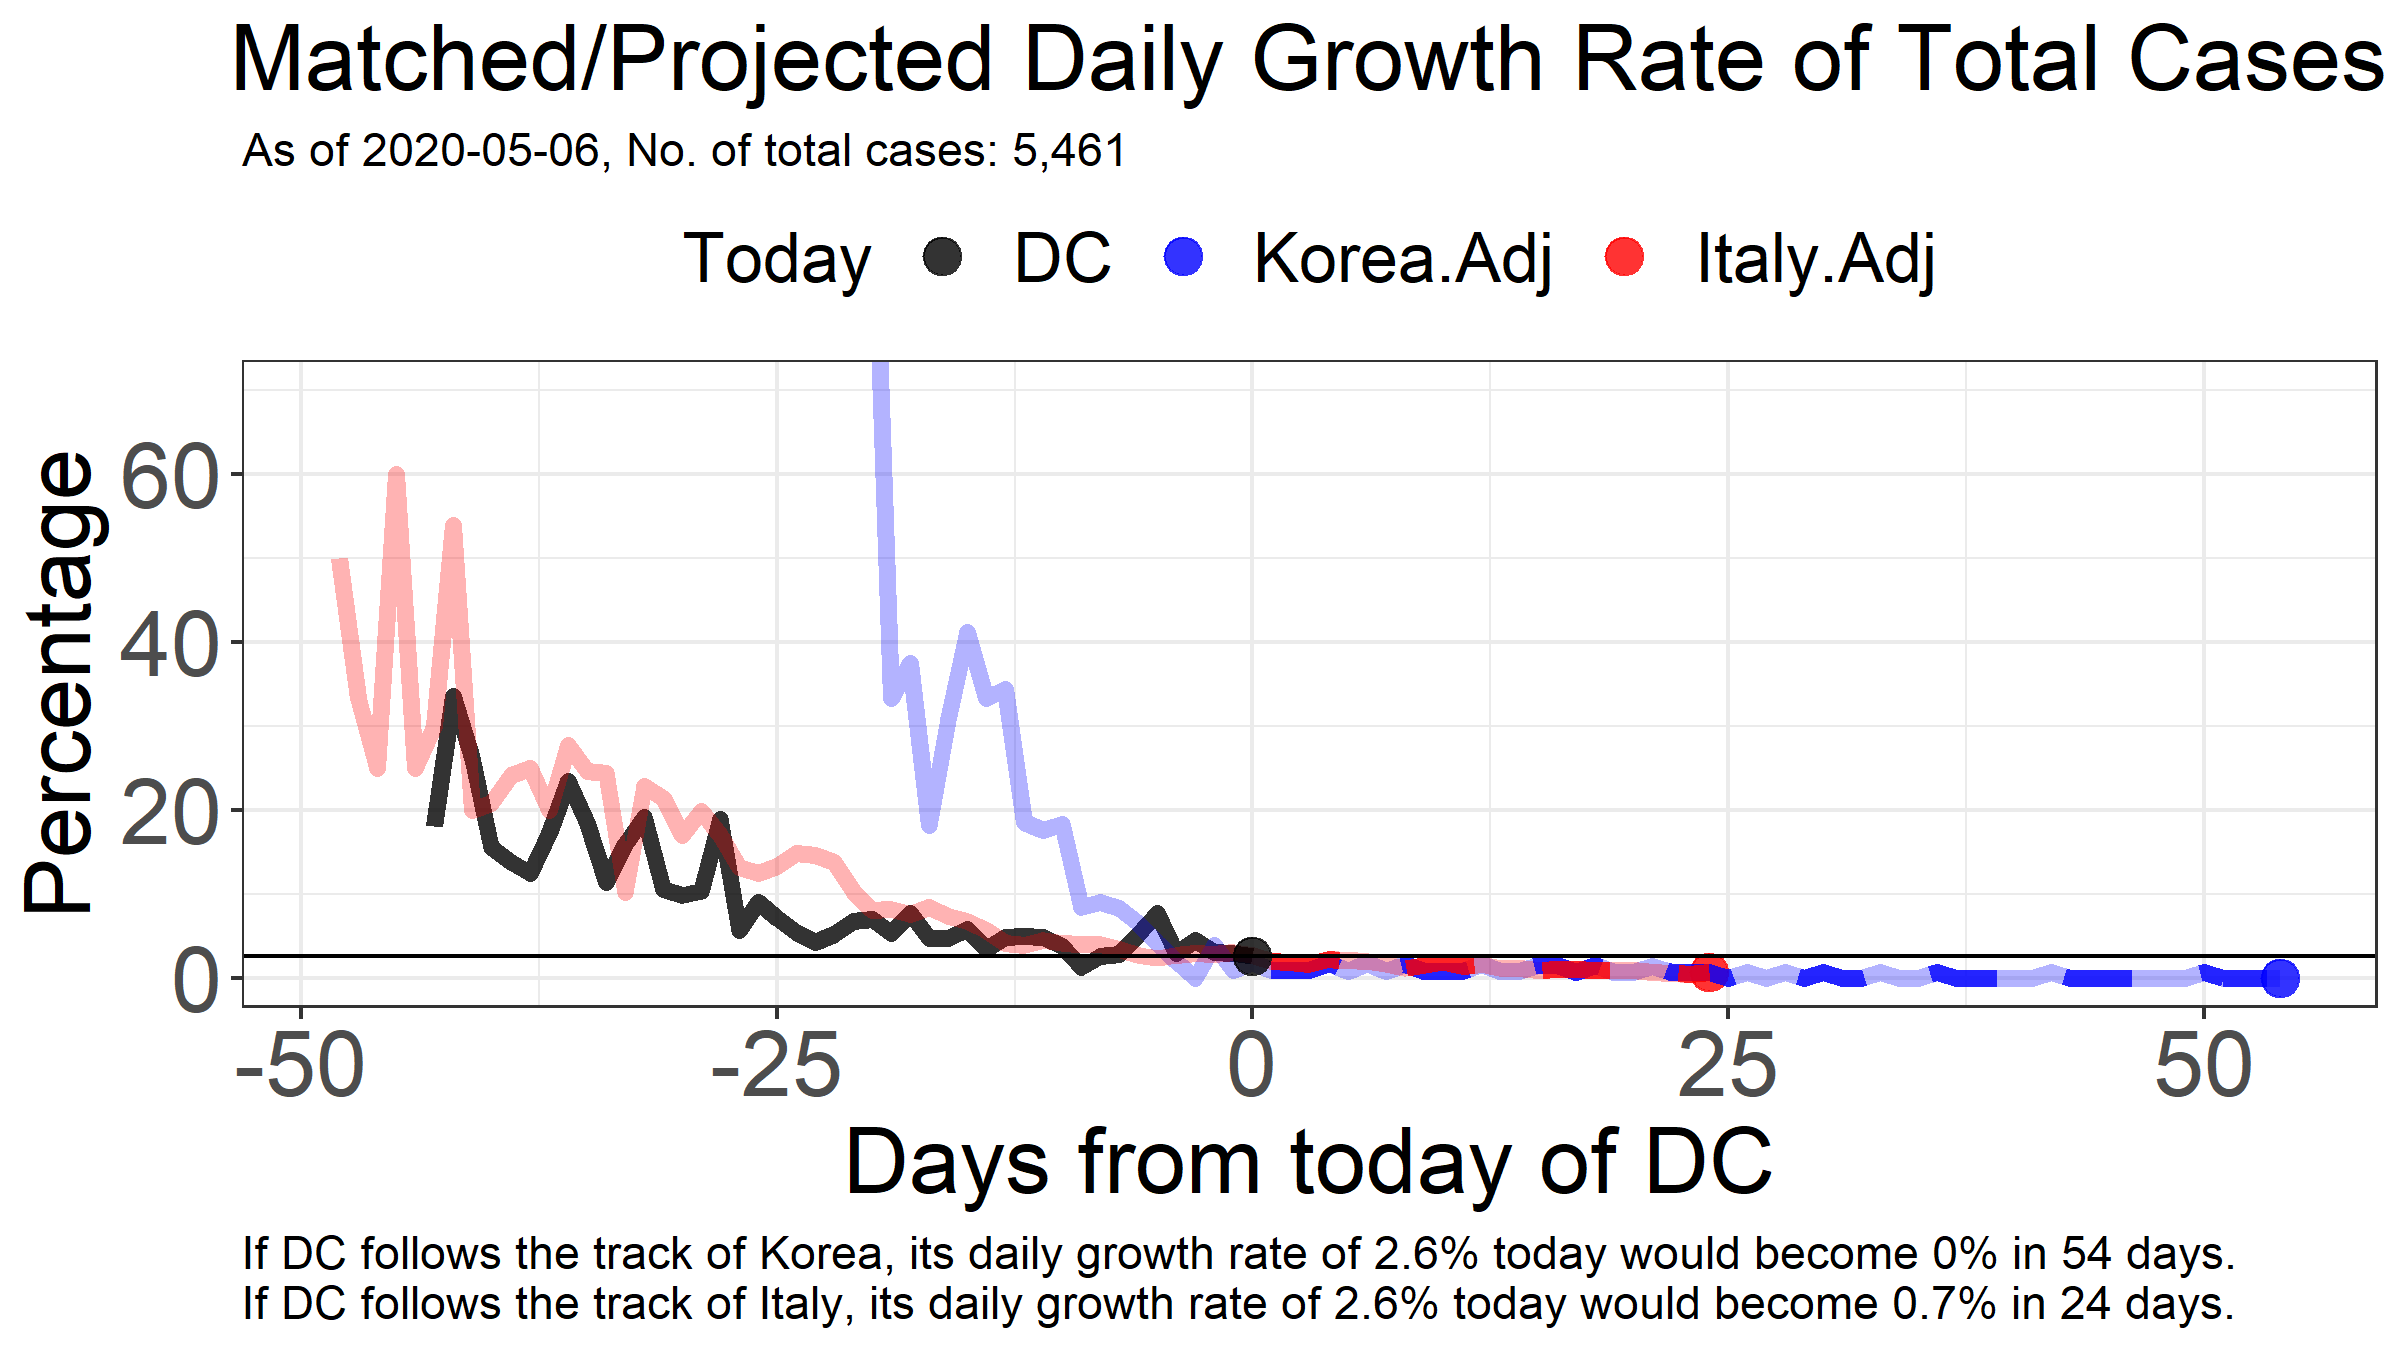 Matched/Projected Daily Growth Rate of Total Cases
As of 2020-05-06, No. of total cases: 5,461
Today DC Korea.Adj Italy.Adj
Percentage
60
40
20
0
-50 -25 0 25 50
Days from today of DC
If DC follows the track of Korea, its daily growth rate of 2.6% today would become 0% in 54 days.
If DC follows the track of Italy, its daily growth rate of 2.6% today would become 0.7% in 24 days.